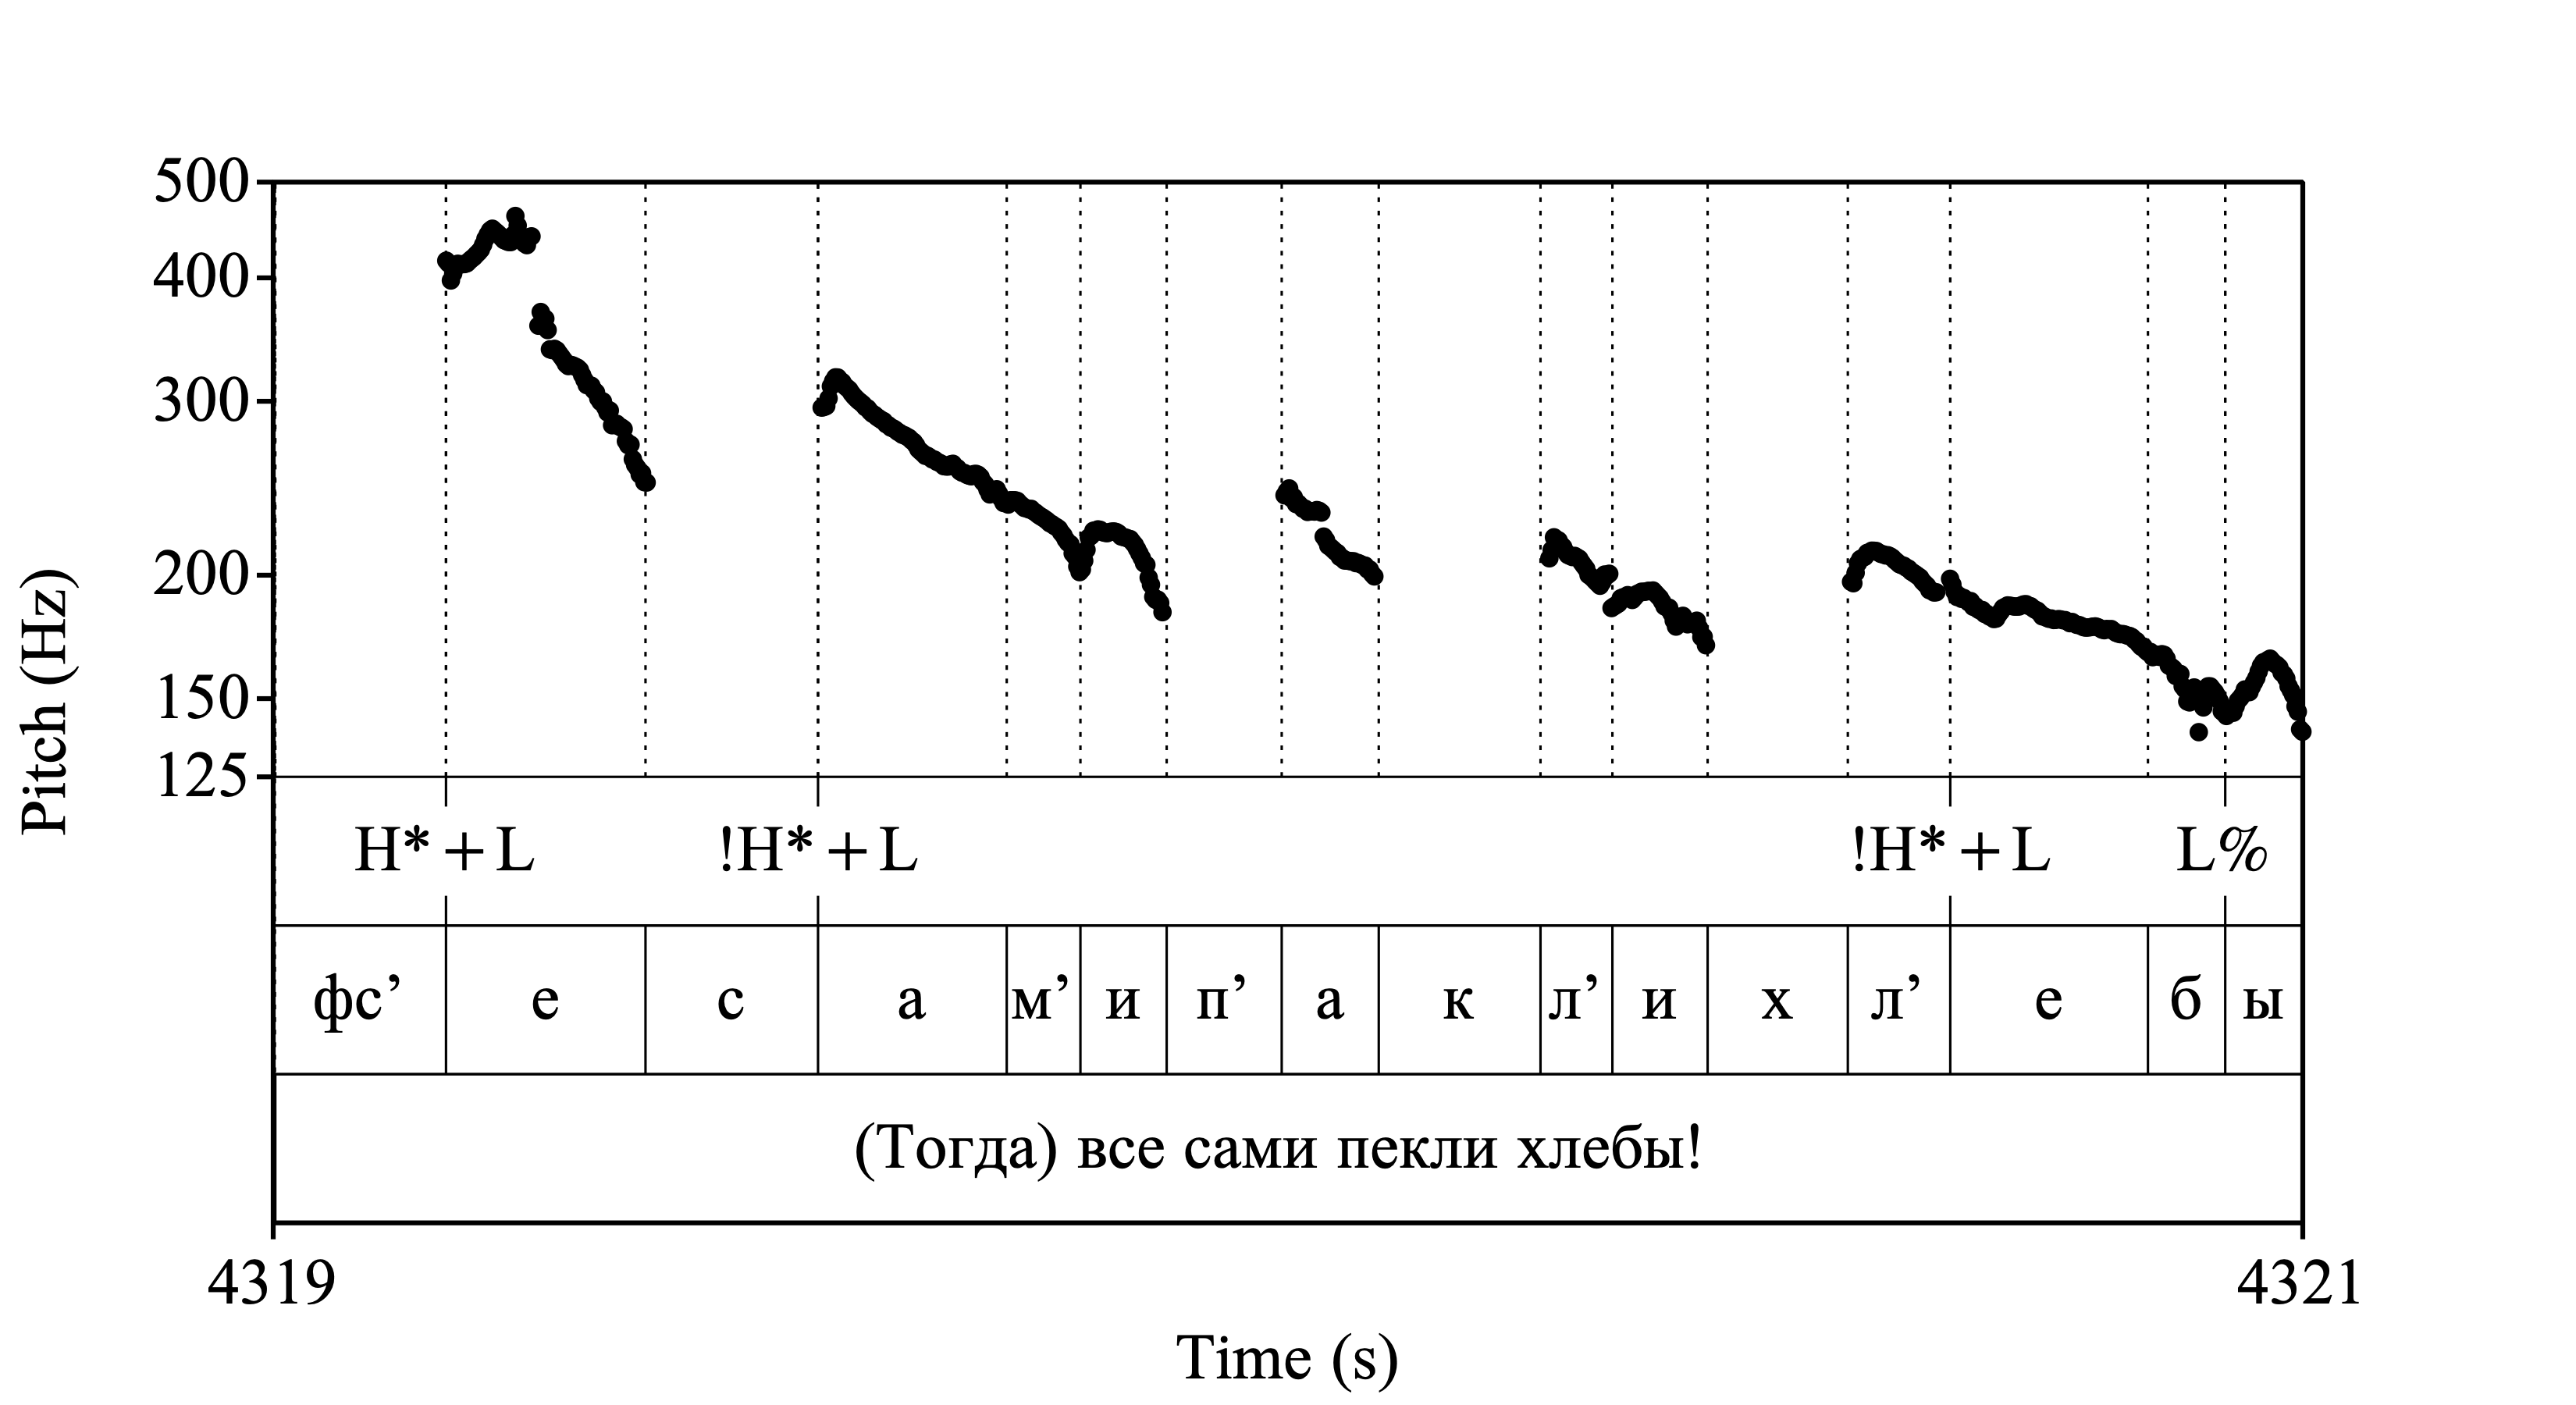 500
400
300
200
150
125
Pitch (Hz)
H* + L !H* + L !H* + L L%
фс’ е с а м’ и п’ а к л’ и х л’ е б ы
(Тогда) все сами пекли хлебы!
4319 4321
Time (s)